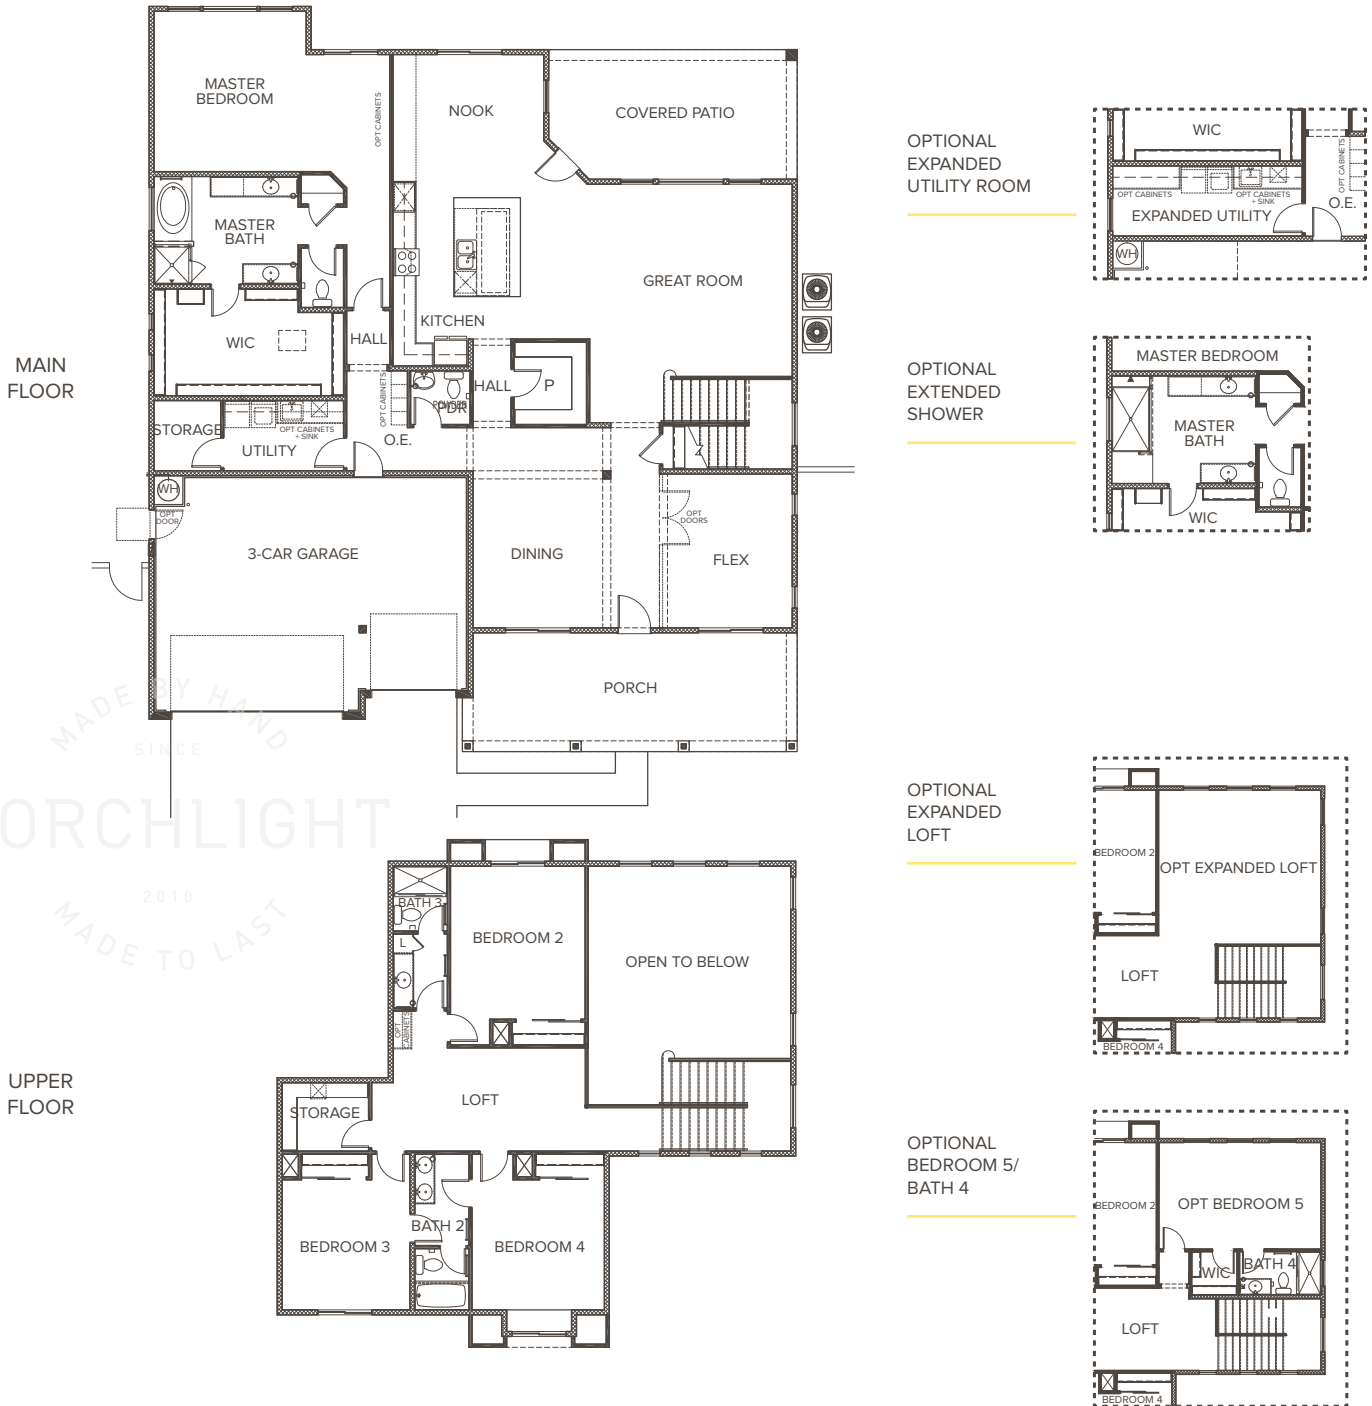 MAIN
FLOOR
MASTER
BEDROOM
OPT CABINETS
NOOK
COVERED PATIO
MASTER
BATH
GREAT ROOM
KITCHEN
WIC
HALL
HALL
P
OPT CABINETS
POWDER
PDR
STORAGE
OPT CABINETS
+ SINK
UTILITY
O.E.
WH
OPT
DOOR
OPT
DOORS
3-CAR GARAGE
DINING
FLEX
PORCH
MADE BY HAND
SINCE
ORCHLIGHT
2010
MADE TO LAST
UPPER
FLOOR
BATH 3
L
BEDROOM 2
OPEN TO BELOW
OPT
CABINETS
LOFT
STORAGE
BATH 2
BEDROOM 3
BEDROOM 4
OPTIONAL
EXPANDED
UTILITY ROOM
WIC
OPT CABINETS
OPT CABINETS
OPT CABINETS
+ SINK
EXPANDED UTILITY
O.E.
WH
OPTIONAL
EXTENDED
SHOWER
MASTER BEDROOM
MASTER
BATH
WIC
OPTIONAL
EXPANDED
LOFT
BEDROOM 2
OPT EXPANDED LOFT
LOFT
BEDROOM 4
OPTIONAL
BEDROOM 5/
BATH 4
BEDROOM 2
OPT BEDROOM 5
WIC
BATH 4
LOFT
BEDROOM 4